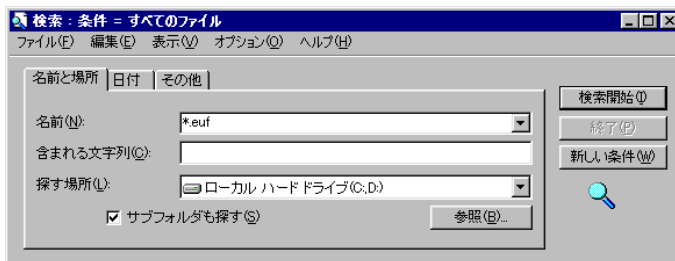 検索 : 条件 = すべてのファイル
ファイル(F) 編集(E) 表示(V) オプション(O) ヘルプ(H)
名前と場所 日付 その他
名前(N): *.euf
含まれる文字列(C):
探す場所(L): ローカル ハード ドライブ(C:,D:)
サブフォルダも探す(S) 参照(B)...
検索開始(I)
終了(P)
新しい条件(W)